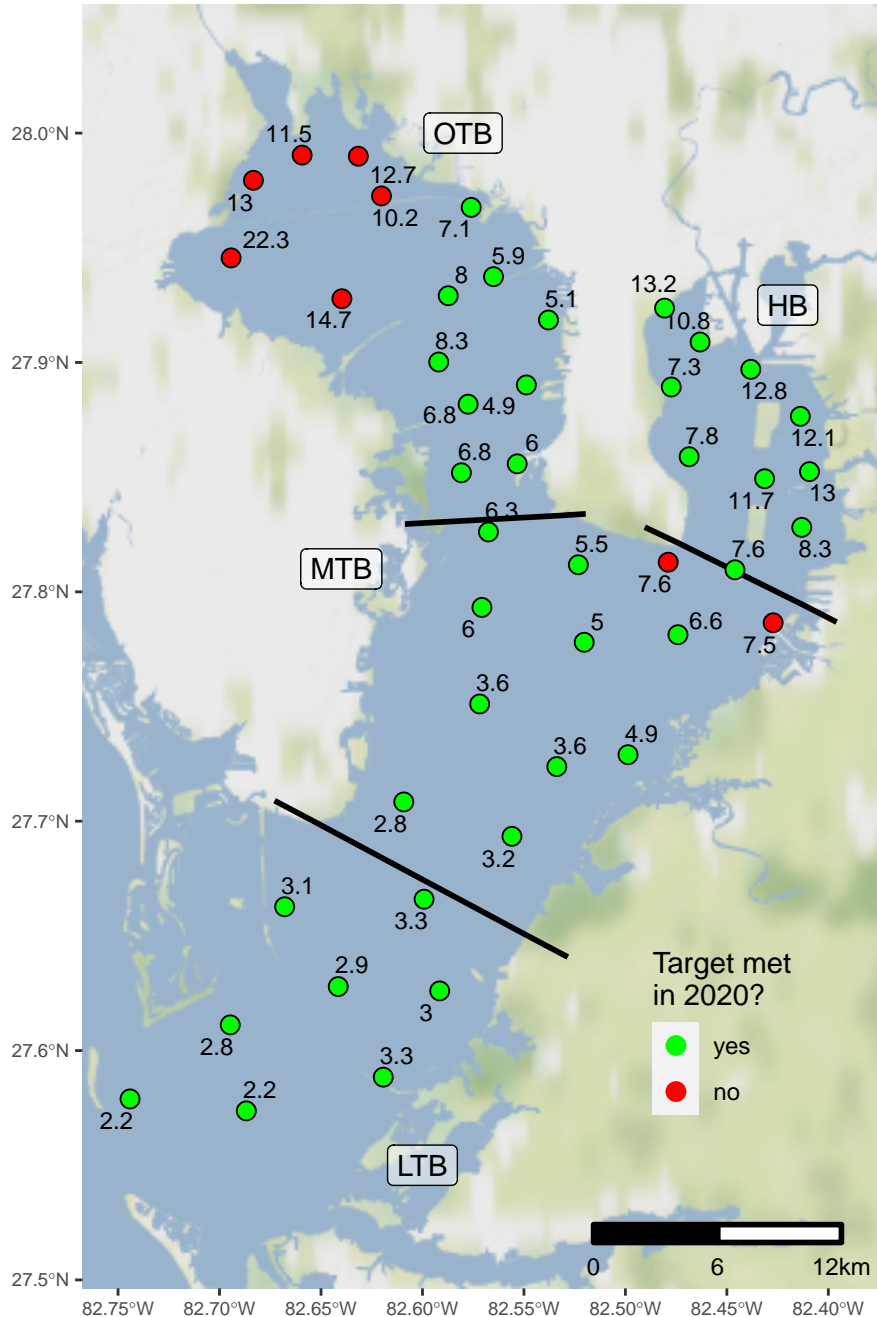 28.0°N
27.9°N
27.8°N
27.7°N
27.6°N
27.5°N
11.5
OTB
12.7
13
10.2
7.1
22.3
5.9
8
13.2
HB
5.1
14.7
10.8
8.3
7.3
12.8
6.8
4.9
12.1
7.8
6.8
6
11.7
13
6.3
5.5
7.6
8.3
MTB
7.6
6
5
6.6
7.5
3.6
3.6
4.9
2.8
3.2
3.1
3.3
2.9
3
2.8
3.3
2.2
2.2
LTB
Target met
in 2020?
yes
no
0 6 12km
82.75°W 82.70°W 82.65°W 82.60°W 82.55°W 82.50°W 82.45°W 82.40°W